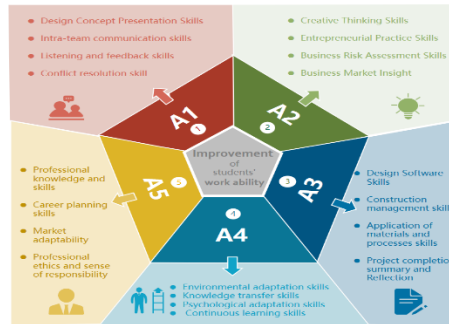 • Design Concept Presentation Skills
• Intra-team communication skills
• Listening and feedback skills
• Conflict resolution skill
• Creative Thinking Skills
• Entrepreneurial Practice Skills
• Business Risk Assessment Skills
• Business Market Insight
A1
1
A2
2
Improvement
of
students'
work ability
• Professional
knowledge and
skills
• Career planning
skills
• Market
adaptability
• Professional
ethics and sense
of responsibility
A5
5
3
A3
• Design Software
Skills
• Construction
management skills
• Application of
materials and
processes skills
• Project completion
summary and
Reflection
4
A4
• Environmental adaptation skills
• Knowledge transfer skills
• Psychological adaptation skills
• Continuous learning skills